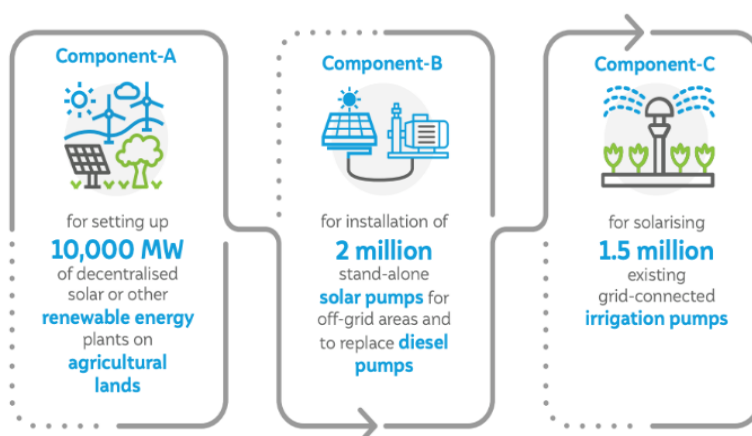 Component-A
for setting up
10,000 MW
of decentralised
solar or other
renewable energy
plants on
agricultural
lands
Component-B
for installation of
2 million
stand-alone
solar pumps for
off-grid areas and
to replace diesel
pumps
Component-C
for solarising
1.5 million
existing
grid-connected
irrigation pumps